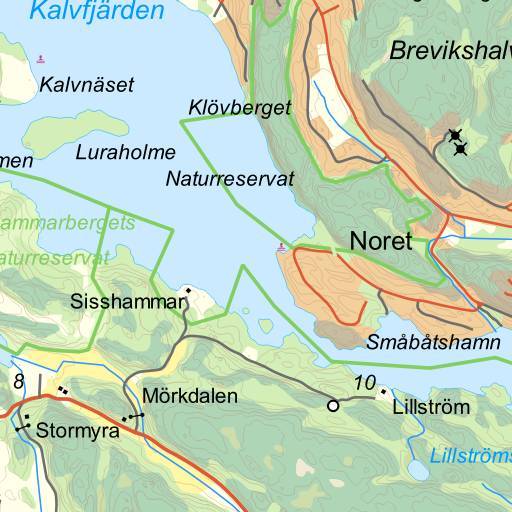 Kalvfjärden
Brevikshalv
Kalvnäset
Klövberget
Luraholme
men
Naturreservat
ammarbergets
aturreservat
Noret
Sisshammar
Småbåtshamn
8
10
Mörkdalen
Lillström
Stormyra
Lillströms